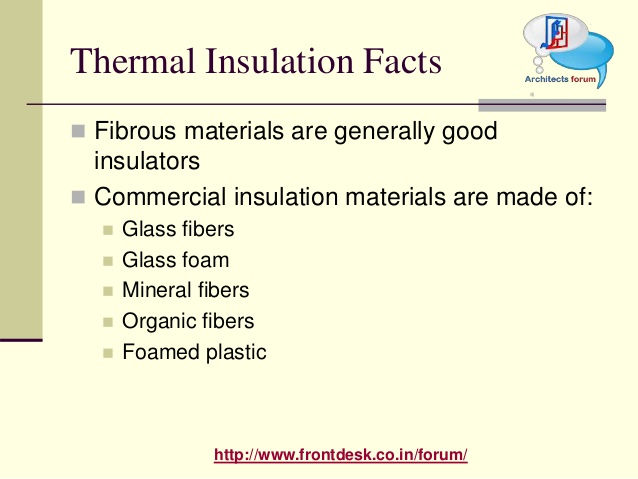 Thermal Insulation Facts
Architects forum
Fibrous materials are generally good
insulators
Commercial insulation materials are made of:
Glass fibers
Glass foam
Mineral fibers
Organic fibers
Foamed plastic
http://www.frontdesk.co.in/forum/